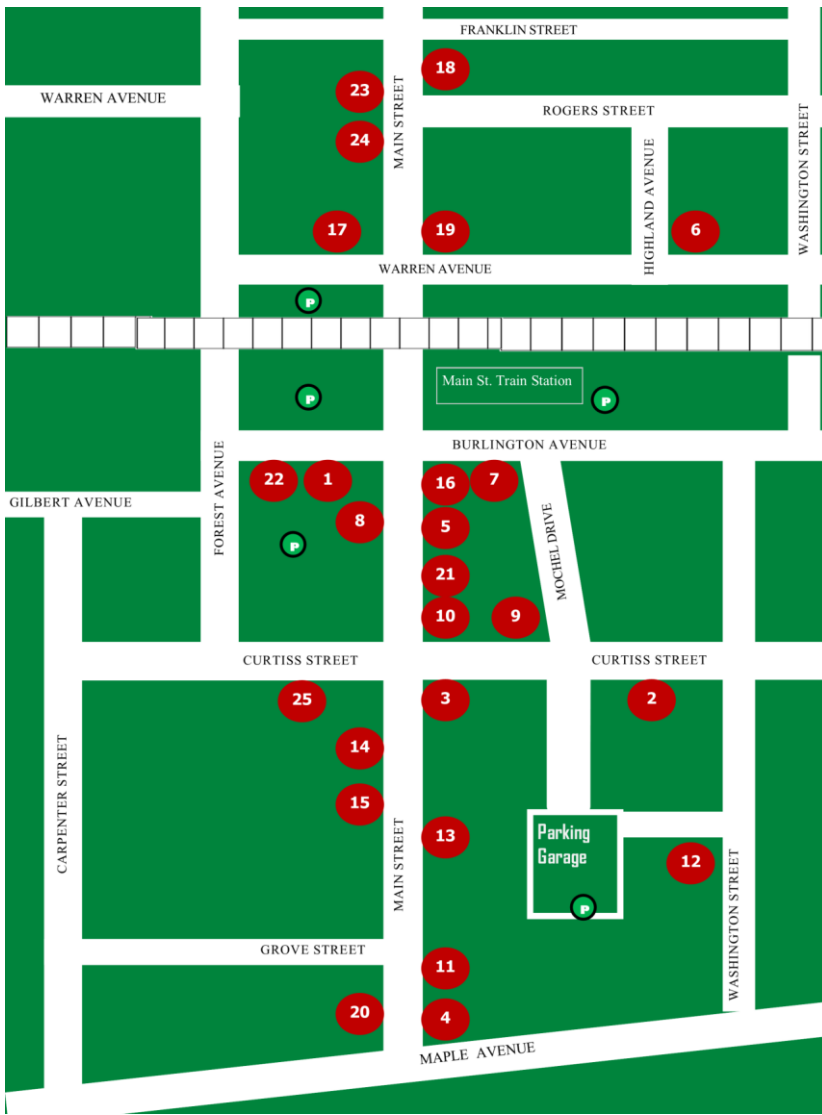 FRANKLIN STREET
18
23
WARREN AVENUE
ROGERS STREET
MAIN STREET
24
WASHINGTON STREET
HIGHLAND AVENUE
17
19
6
WARREN AVENUE
P
Main St. Train Station
P
P
BURLINGTON AVENUE
22
1
16
7
GILBERT AVENUE
FOREST AVENUE
8
5
P
MOCHEL DRIVE
21
10
9
CURTISS STREET
CURTISS STREET
25
3
2
14
15
CARPENTER STREET
MAIN STREET
13
Parking
Garage
12
P
WASHINGTON STREET
GROVE STREET
11
20
4
MAPLE AVENUE